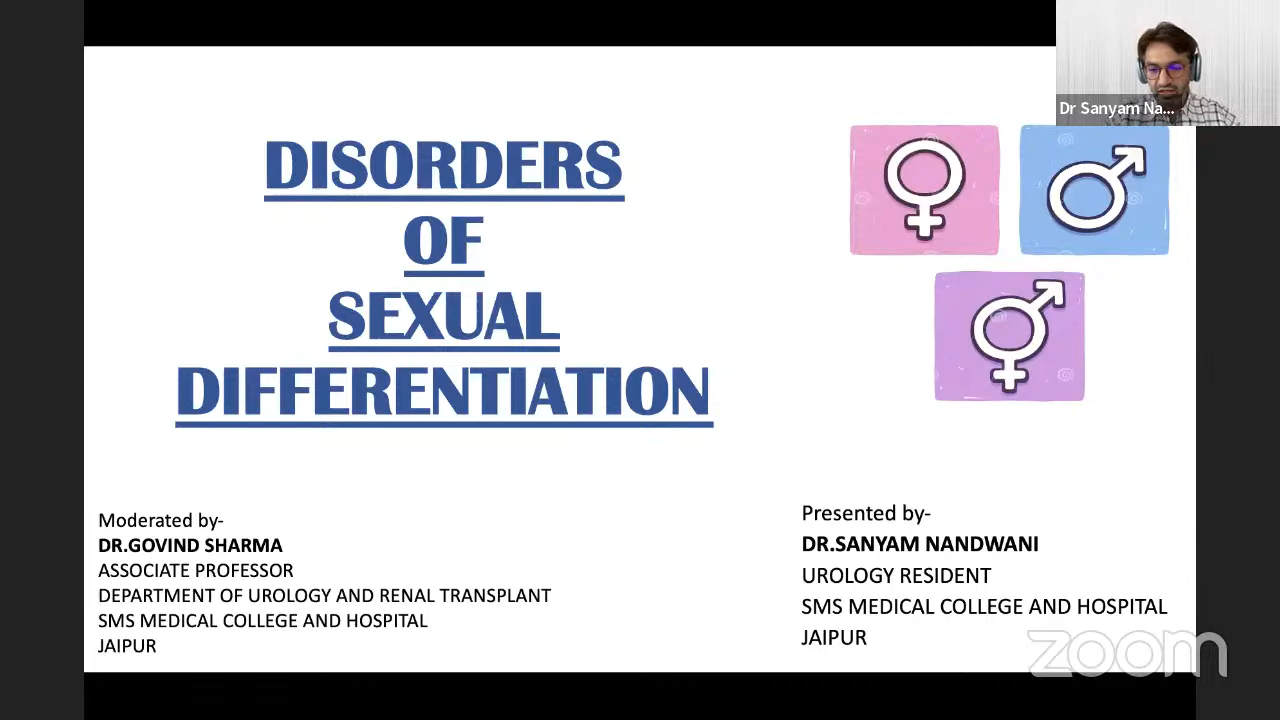 Dr Sanyam Na...
DISORDERS
OF
SEXUAL
DIFFERENTIATION
Moderated by-
DR.GOVIND SHARMA
ASSOCIATE PROFESSOR
DEPARTMENT OF UROLOGY AND RENAL TRANSPLANT
SMS MEDICAL COLLEGE AND HOSPITAL
JAIPUR
Presented by-
DR.SANYAM NANDWANI
UROLOGY RESIDENT
SMS MEDICAL COLLEGE AND HOSPITAL
JAIPUR
zoom